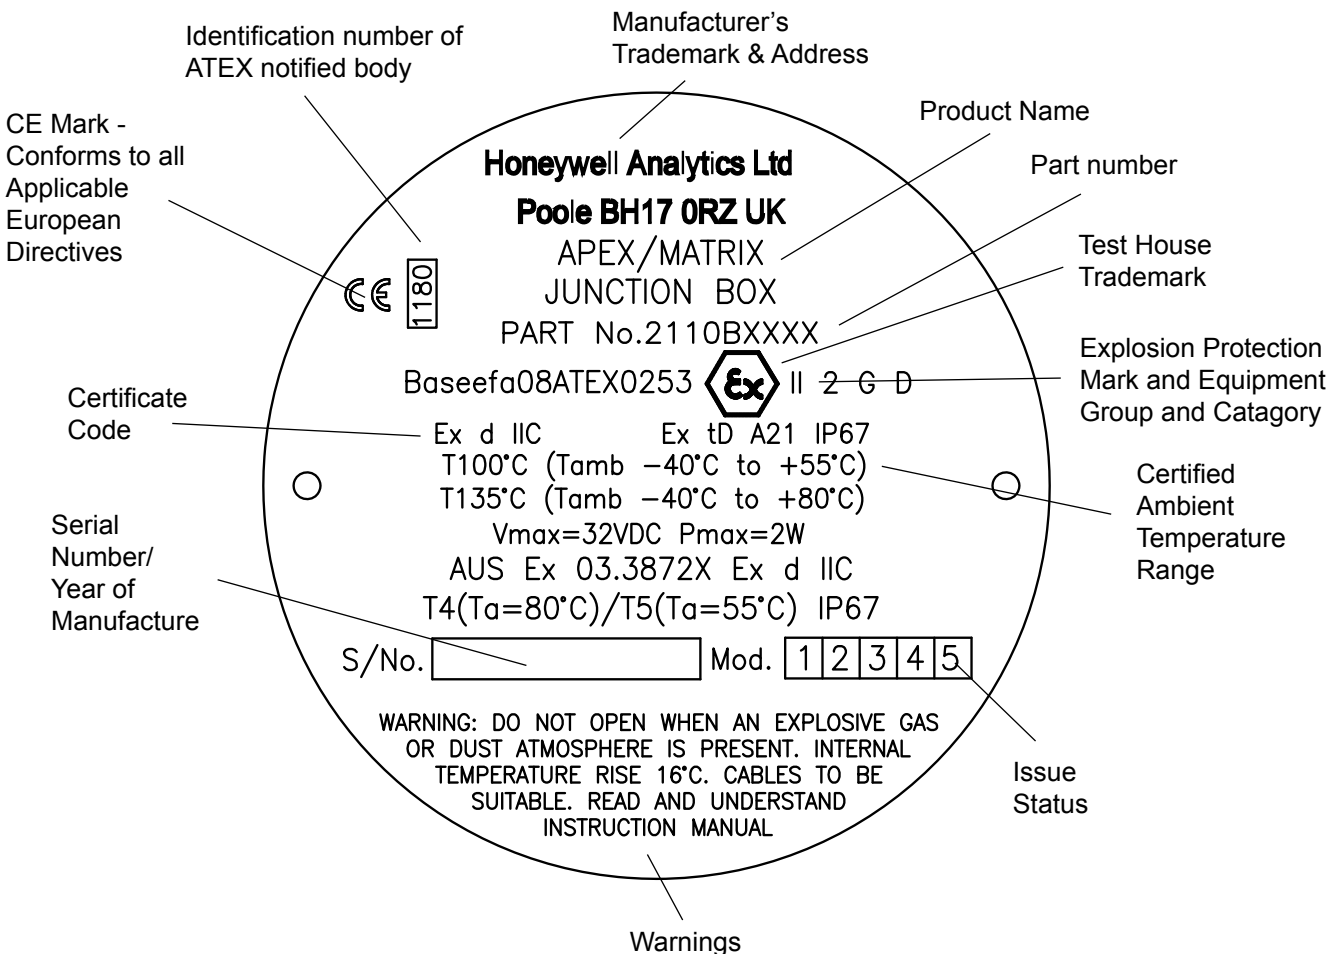 Manufacturer's
Trademark & Address
Identification number of
ATEX notified body
Product Name
CE Mark -
Conforms to all
Applicable
European
Directives
Part number
Test House
Trademark
Explosion Protection
Mark and Equipment
Group and Catagory
Certificate
Code
Certified
Ambient
Temperature
Range
Serial
Number/
Year of
Manufacture
Issue
Status
Warnings
Honeywell Analytics Ltd
Poole BH17 0RZ UK
APEX/MATRIX
JUNCTION BOX
CE 1180
PART No.2110BXXXX
Baseefa08ATEX0253 Ex II 2 G D
Ex d IIC Ex tD A21 IP67
T100°C (Tamb -40°C to +55°C)
T135°C (Tamb -40°C to +80°C)
Vmax=32VDC Pmax=2W
AUS Ex 03.3872X Ex d IIC
T4(Ta=80°C)/T5(Ta=55°C) IP67
S/No. Mod. 1 2 3 4 5
WARNING: DO NOT OPEN WHEN AN EXPLOSIVE GAS
OR DUST ATMOSPHERE IS PRESENT. INTERNAL
TEMPERATURE RISE 16°C. CABLES TO BE
SUITABLE. READ AND UNDERSTAND
INSTRUCTION MANUAL